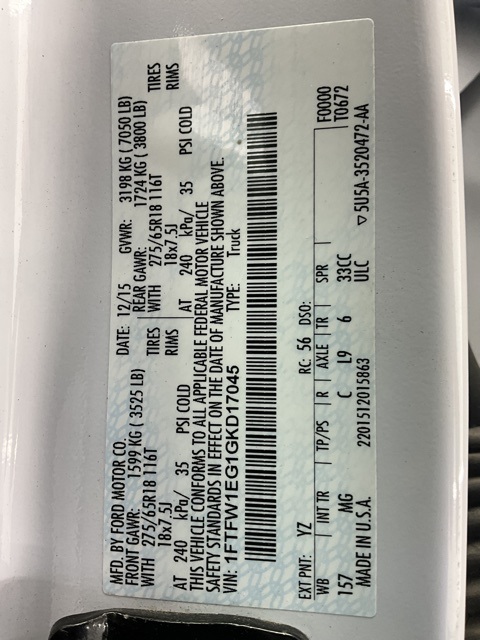 MFD. BY FORD MOTOR CO.
DATE: 12/15 GVWR: 3198 KG ( 7050 LB)
FRONT GAWR: 1599 KG ( 3525 LB)
REAR GAWR: 1724 KG ( 3800 LB)
WITH 275/65R18 116T TIRES
WITH 275/65R18 116T TIRES
18x7.5J RIMS
18x7.5J RIMS
AT 240 kPa/ 35 PSI COLD
AT 240 kPa/ 35 PSI COLD
THIS VEHICLE CONFORMS TO ALL APPLICABLE FEDERAL MOTOR VEHICLE
SAFETY STANDARDS IN EFFECT ON THE DATE OF MANUFACTURE SHOWN ABOVE.
VIN: 1FTFW1EG1GKD17045 TYPE: Truck
EXT PNT: YZ RC: 56 DSO: F0000
WB INT TR TP/PS R AXLE TR SPR T0672
157 MG C L9 6 33CC
ULC
MADE IN U.S.A. 2201512015863 ▽5U5A-3520472-AA